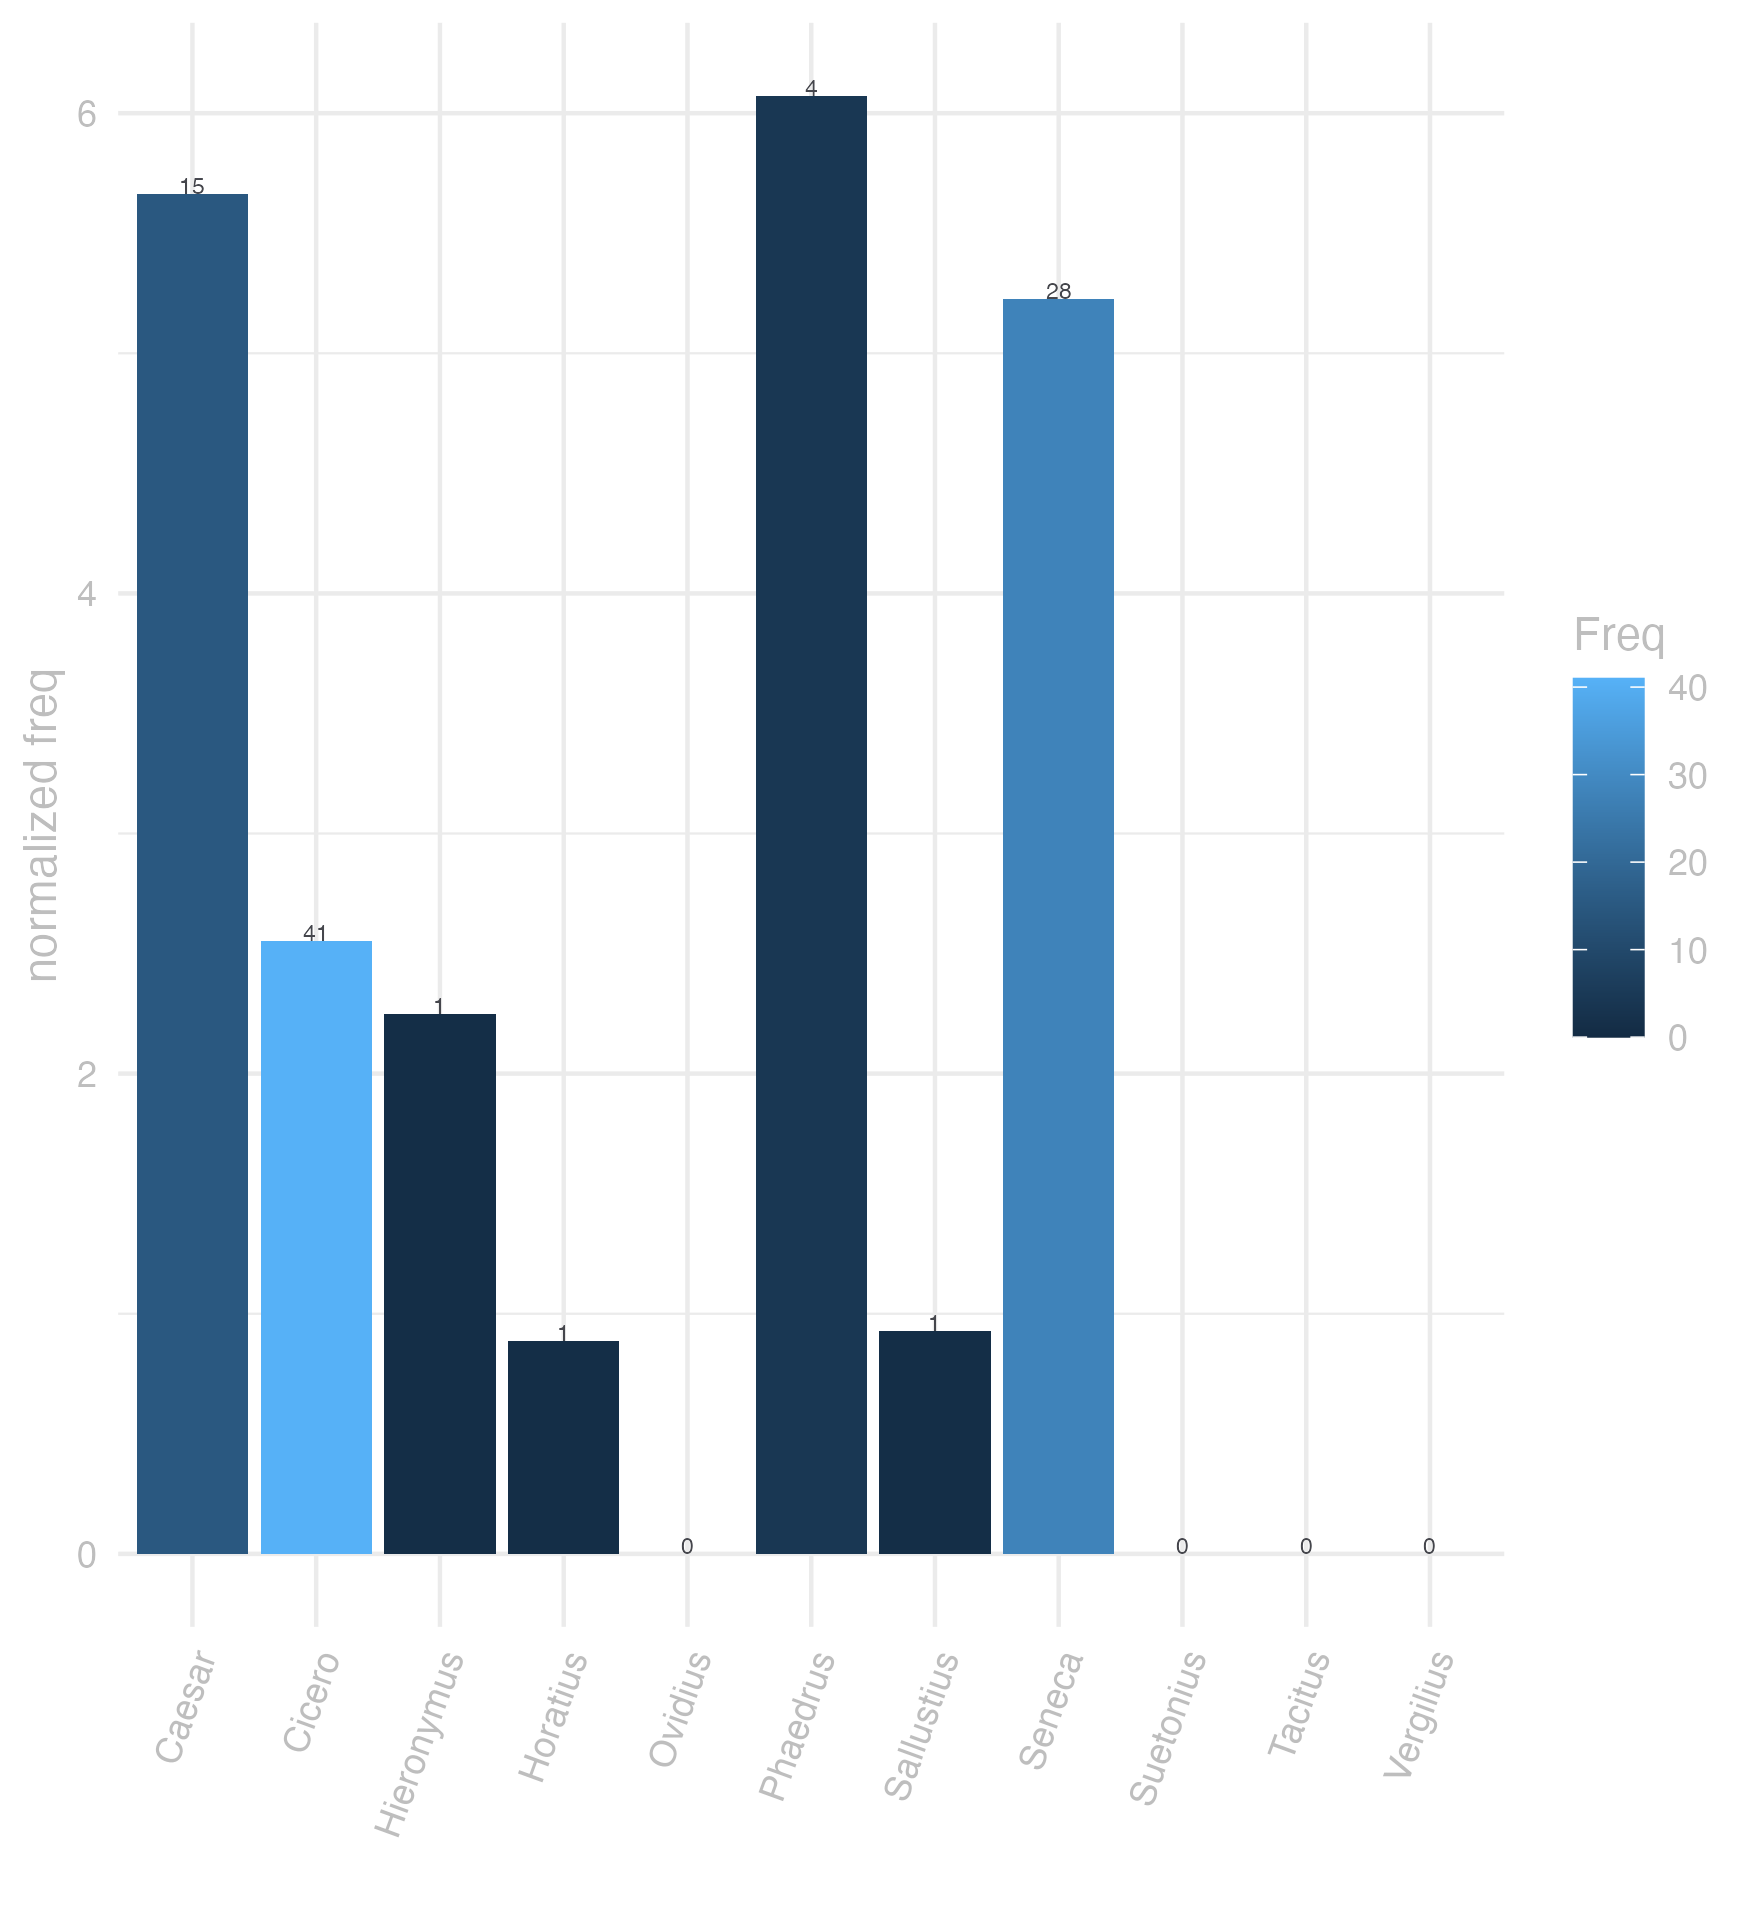 4
6
15
28
Freq
40
4
30
normalized freq
20
41
10
1
0
2
1
1
0
0
0
0
0
Caesar
Cicero
Hieronymus
Horatius
Ovidius
Phaedrus
Sallustius
Seneca
Suetonius
Tacitus
Vergilius